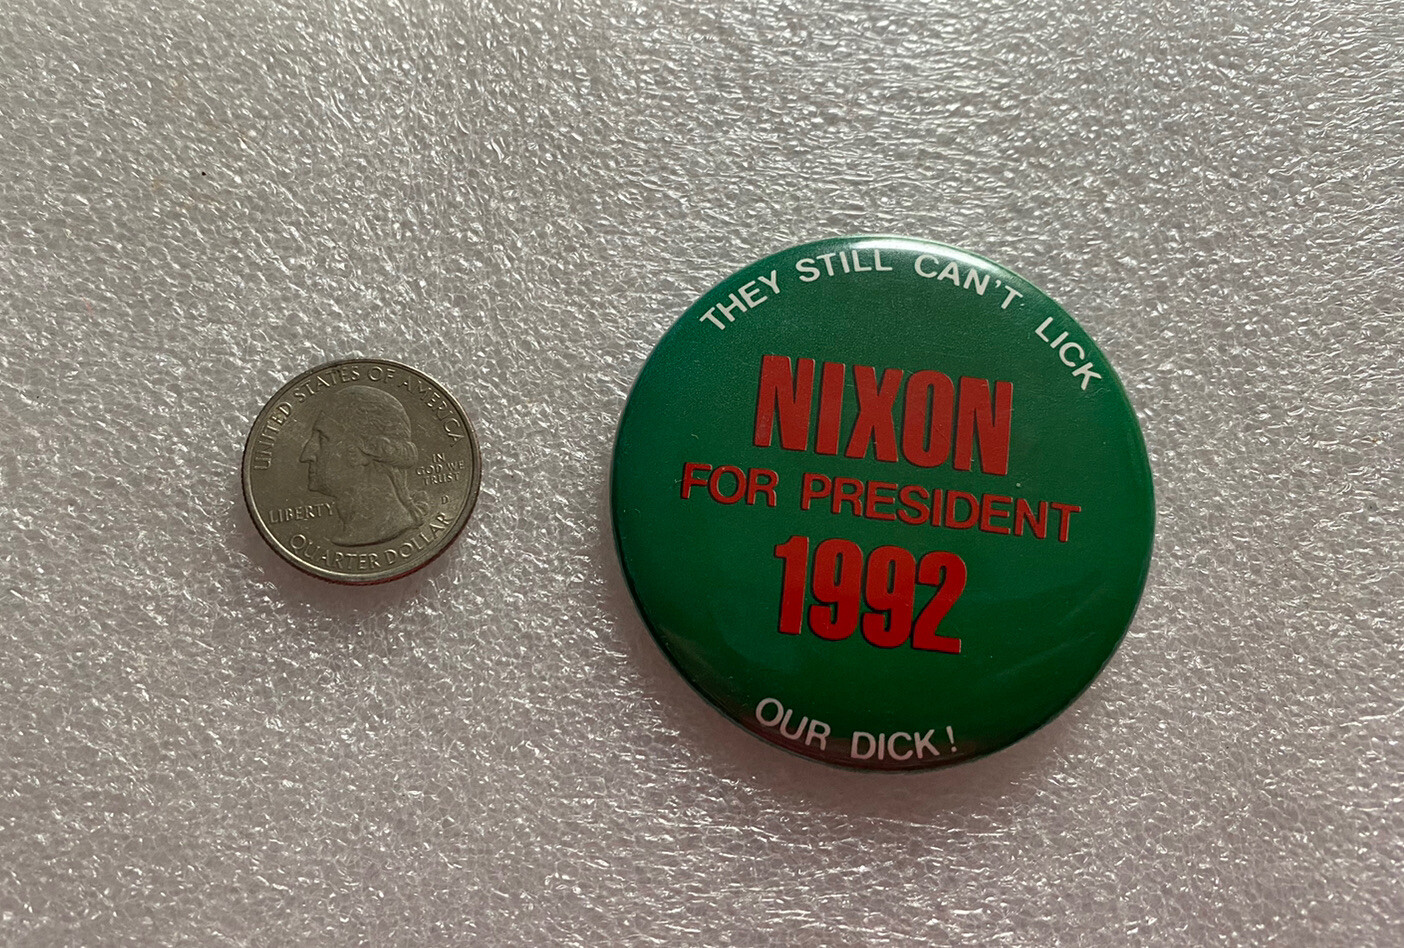 UNITED STATES OF AMERICA
IN
GOD WE
TRUST
D
LIBERTY
QUARTER DOLLAR
THEY STILL CAN'T LICK
NIXON
FOR PRESIDENT
1992
OUR DICK!